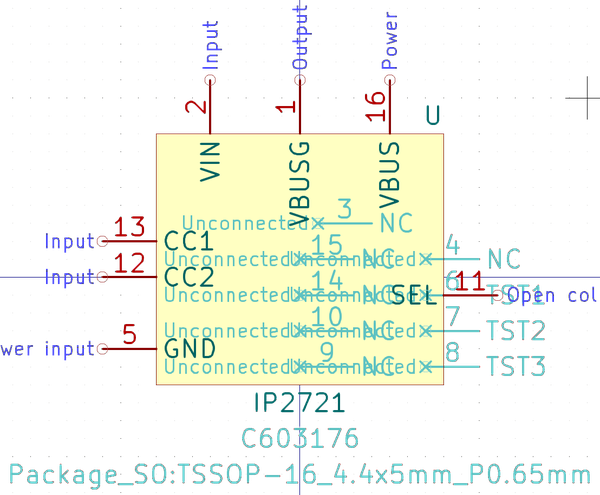 Input
Output
Power
2
1
16
U
VIN
VBUSG
VBUS
Unconnected
3
NC
Input
13
CC1
Unconnected
15
NC
Unconnected
4
NC
Input
12
CC2
Unconnected
14
NC
Unconnected
6
TST1
SEL
11
Open col
Unconnected
10
NC
Unconnected
7
TST2
wer input
5
GND
Unconnected
9
NC
Unconnected
8
TST3
IP2721
C603176
Package_SO:TSSOP-16_4.4x5mm_P0.65mm